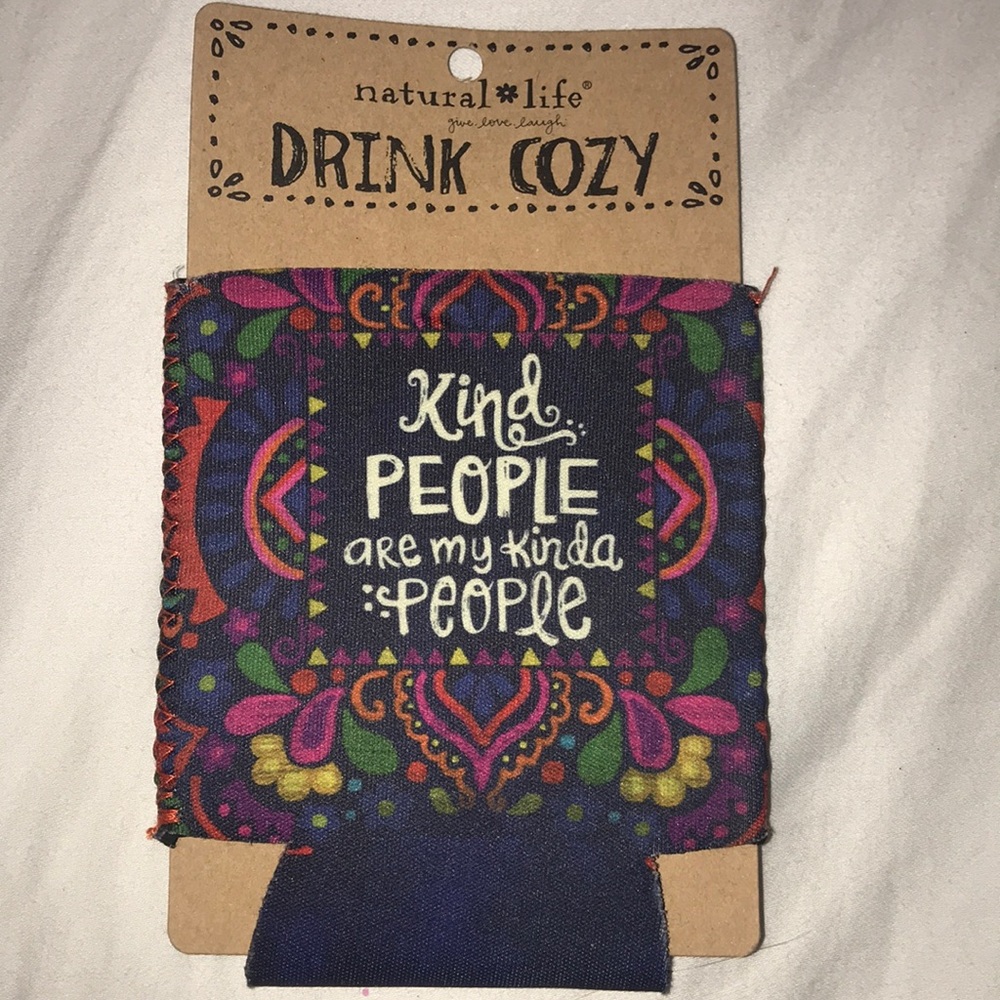 natural*life®
give.love.laugh
DRINK COZY
Kind
PEOPLE
are my kinda
PEOPle